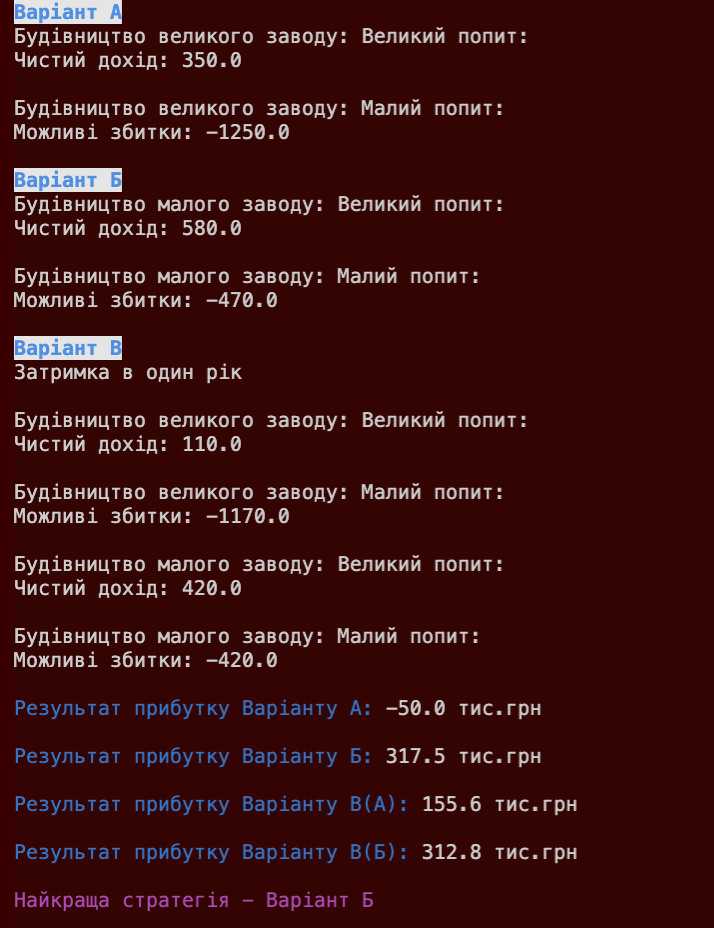 Варіант А
Будівництво великого заводу: Великий попит:
Чистий дохід: 350.0
Будівництво великого заводу: Малий попит:
Можливі збитки: -1250.0
Варіант Б
Будівництво малого заводу: Великий попит:
Чистий дохід: 580.0
Будівництво малого заводу: Малий попит:
Можливі збитки: -470.0
Варіант В
Затримка в один рік
Будівництво великого заводу: Великий попит:
Чистий дохід: 110.0
Будівництво великого заводу: Малий попит:
Можливі збитки: -1170.0
Будівництво малого заводу: Великий попит:
Чистий дохід: 420.0
Будівництво малого заводу: Малий попит:
Можливі збитки: -420.0
Результат прибутку Варіанту А: -50.0 тис.грн
Результат прибутку Варіанту Б: 317.5 тис.грн
Результат прибутку Варіанту В(А): 155.6 тис.грн
Результат прибутку Варіанту В(Б): 312.8 тис.грн
Найкраща стратегія - Варіант Б